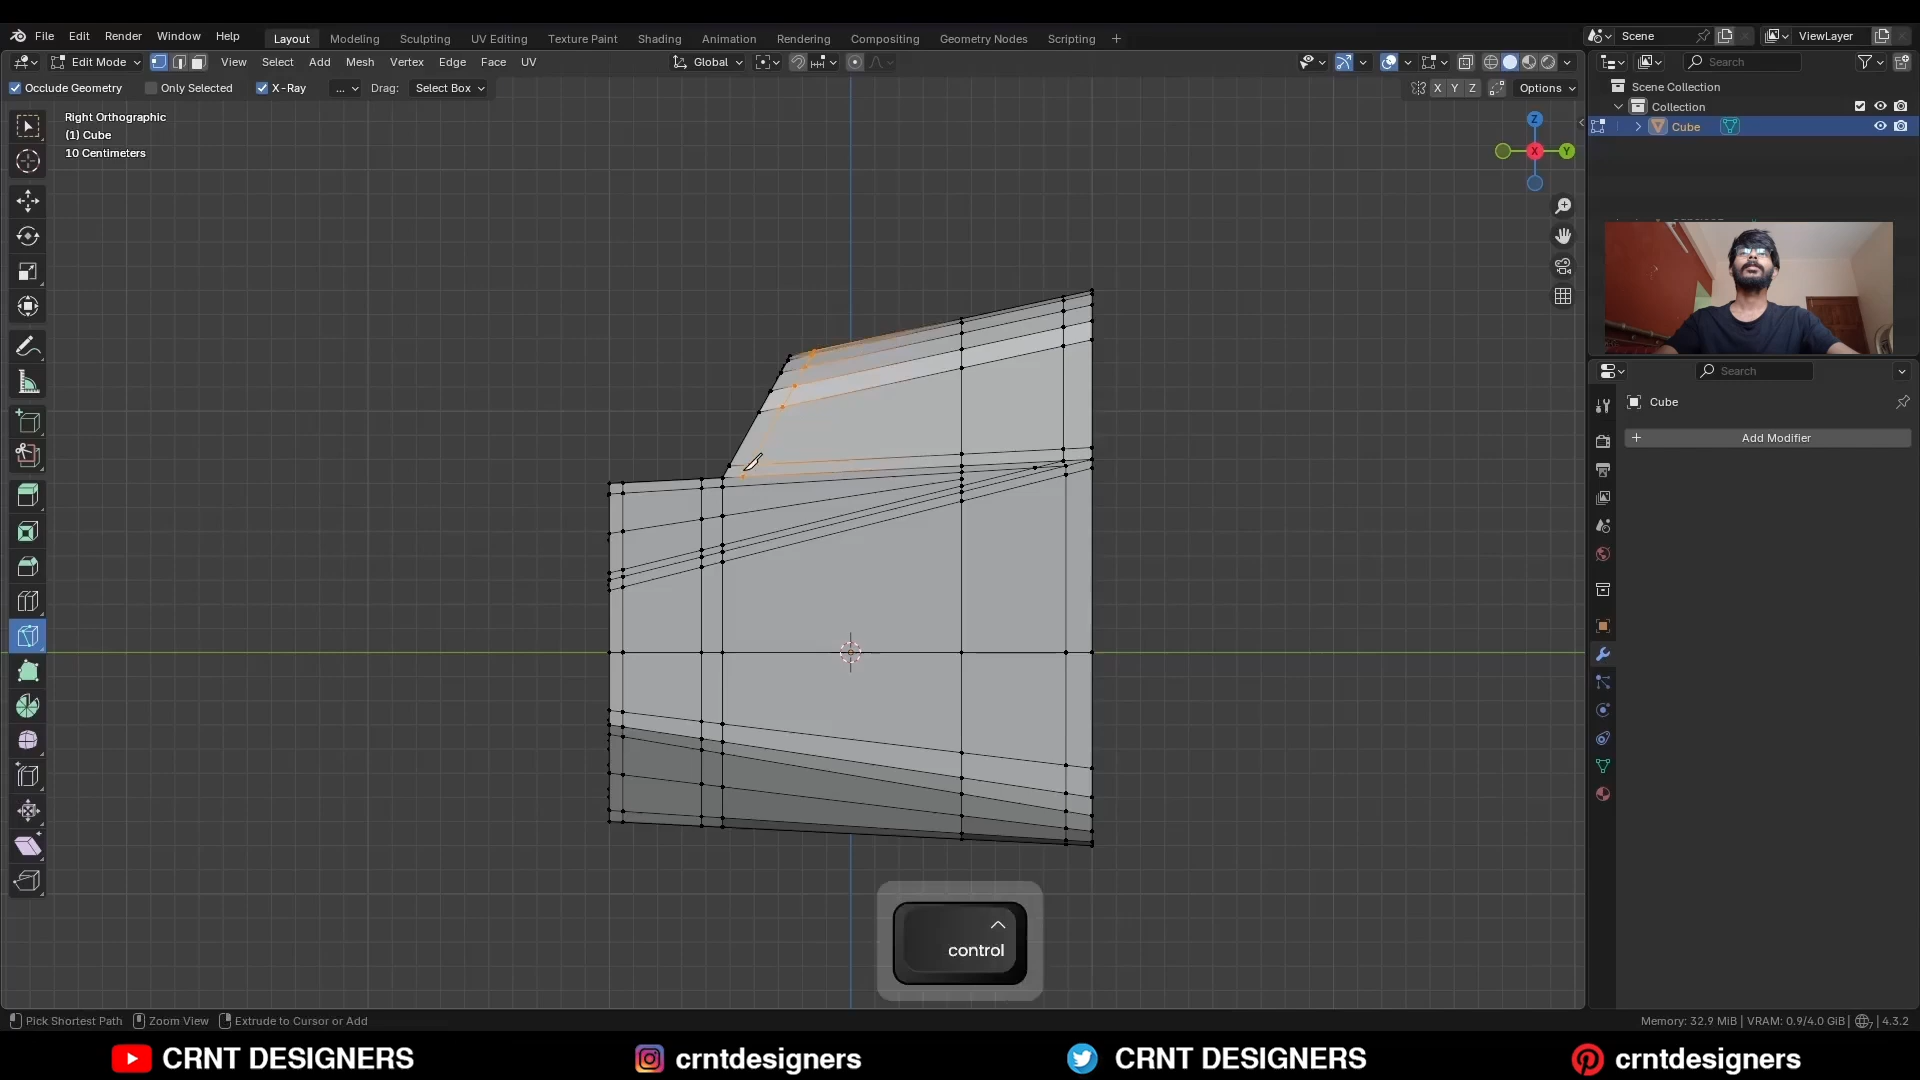 File Edit Render Window Help Layout Modeling Sculpting UV Editing Texture Paint Shading Animation Rendering Compositing Geometry Nodes Scripting + Scene ViewLayer
Edit Mode View Select Add Mesh Vertex Edge Face UV Global Search
Occlude Geometry Only Selected X-Ray ... Drag: Select Box X Y Z Options
Scene Collection
Collection
Cube
Right Orthographic
(1) Cube
10 Centimeters
Z
X
Y
Search
Cube
+ Add Modifier
control
Pick Shortest Path Zoom View Extrude to Cursor or Add Memory: 32.9 MiB | VRAM: 0.9/4.0 GiB | 7 | 4.3.2
CRNT DESIGNERS crntdesigners CRNT DESIGNERS crntdesigners